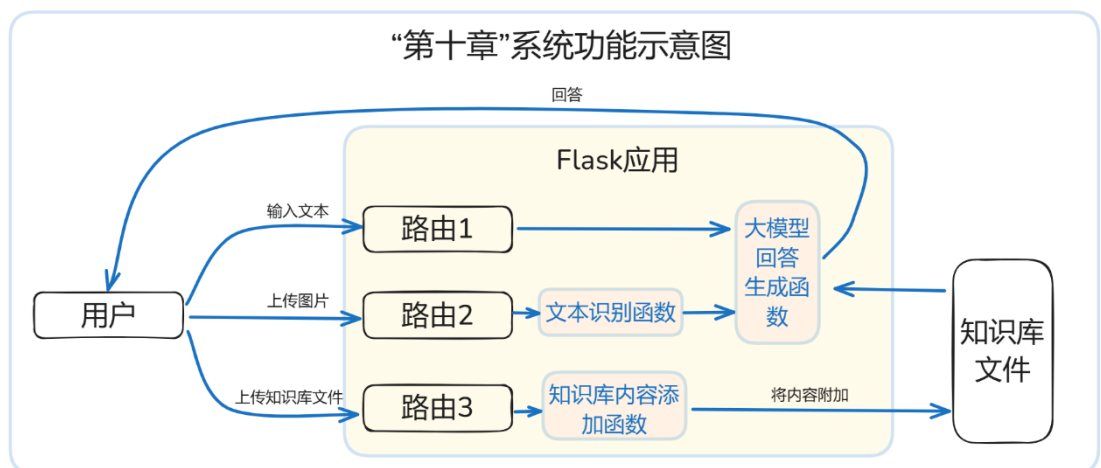 “第十章”系统功能示意图
回答
Flask应用
输入文本
路由1
大模型
回答
生成函
数
用户
上传图片
路由2
文本识别函数
知识库
文件
上传知识库文件
路由3
知识库内容添
加函数
将内容附加